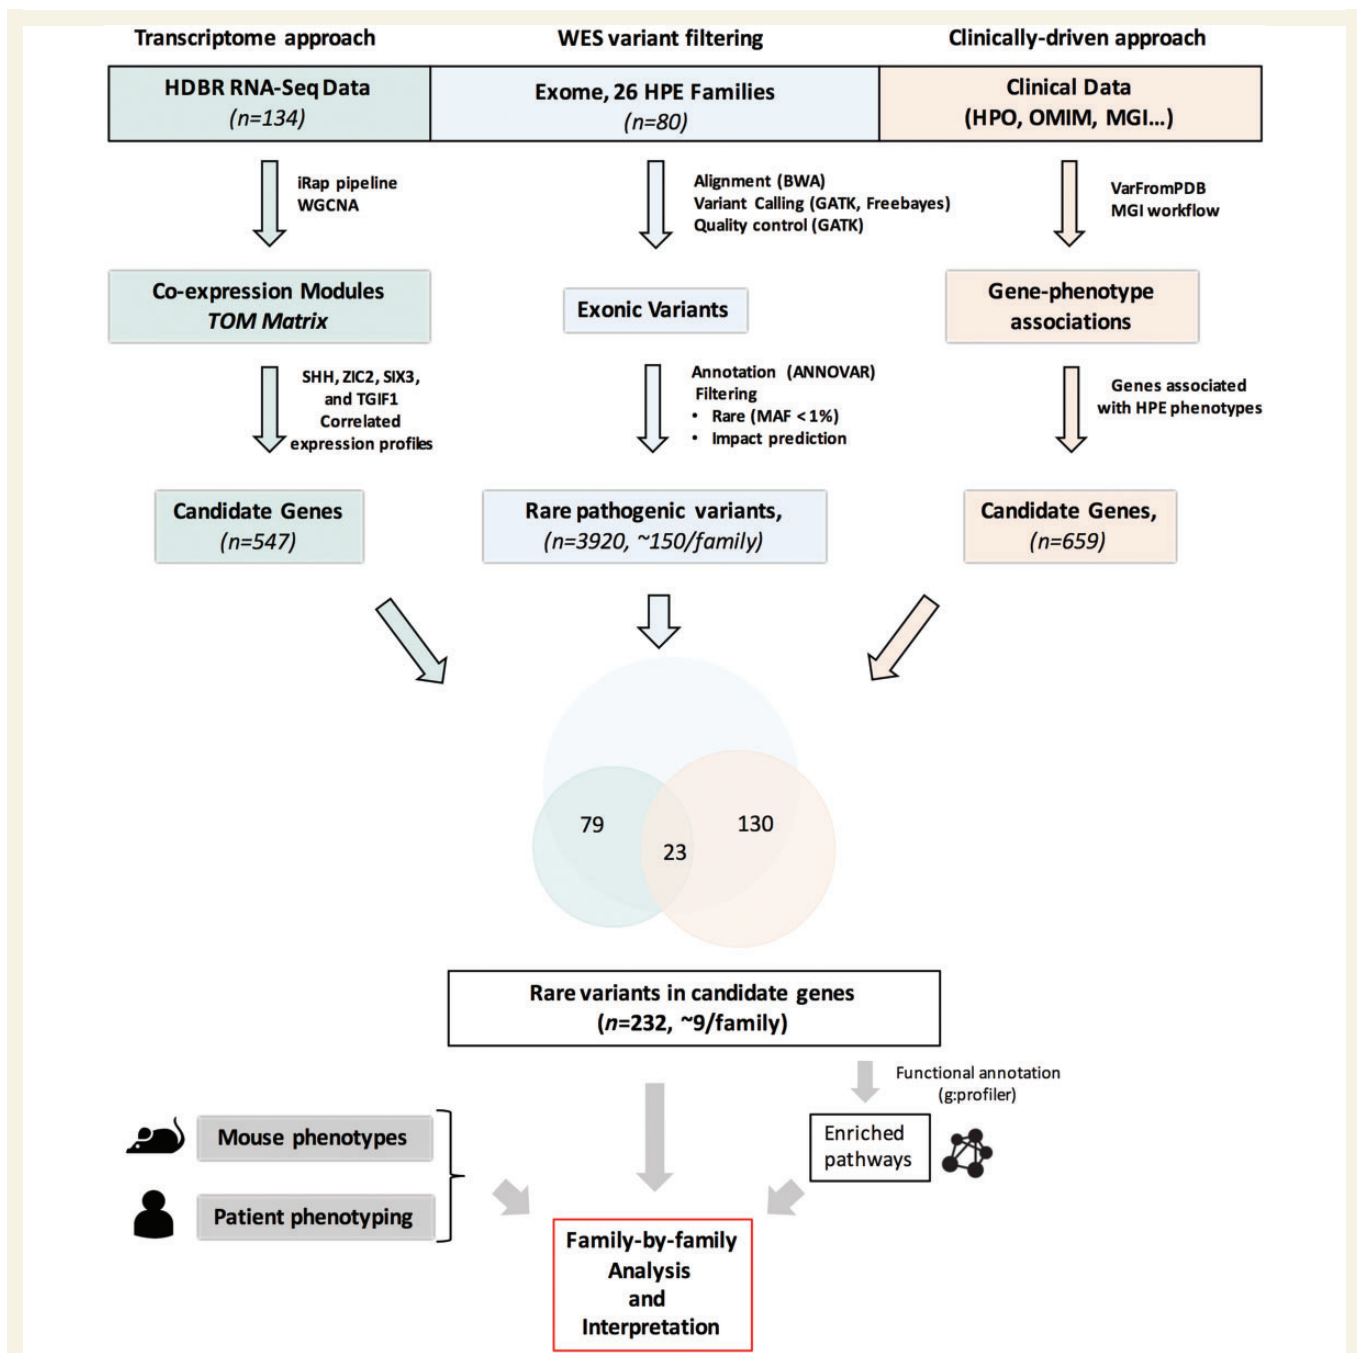 Transcriptome approach
WES variant filtering
Clinically-driven approach
HDBR RNA-Seq Data
(n=134)
Exome, 26 HPE Families
(n=80)
Clinical Data
(HPO, OMIM, MGI...)
iRap pipeline
WGCNA
Alignment (BWA)
Variant Calling (GATK, Freebayes)
Quality control (GATK)
VarFromPDB
MGI workflow
Co-expression Modules
TOM Matrix
Exonic Variants
Gene-phenotype
associations
SHH, ZIC2, SIX3,
and TGIF1
Correlated
expression profiles
Annotation (ANNOVAR)
Filtering
• Rare (MAF < 1%)
• Impact prediction
Genes associated
with HPE phenotypes
Candidate Genes
(n=547)
Rare pathogenic variants,
(n=3920, ~150/family)
Candidate Genes,
(n=659)
79
130
23
Rare variants in candidate genes
(n=232, ~9/family)
Functional annotation
(g:profiler)
Mouse phenotypes
Enriched
pathways
Patient phenotyping
Family-by-family
Analysis
and
Interpretation